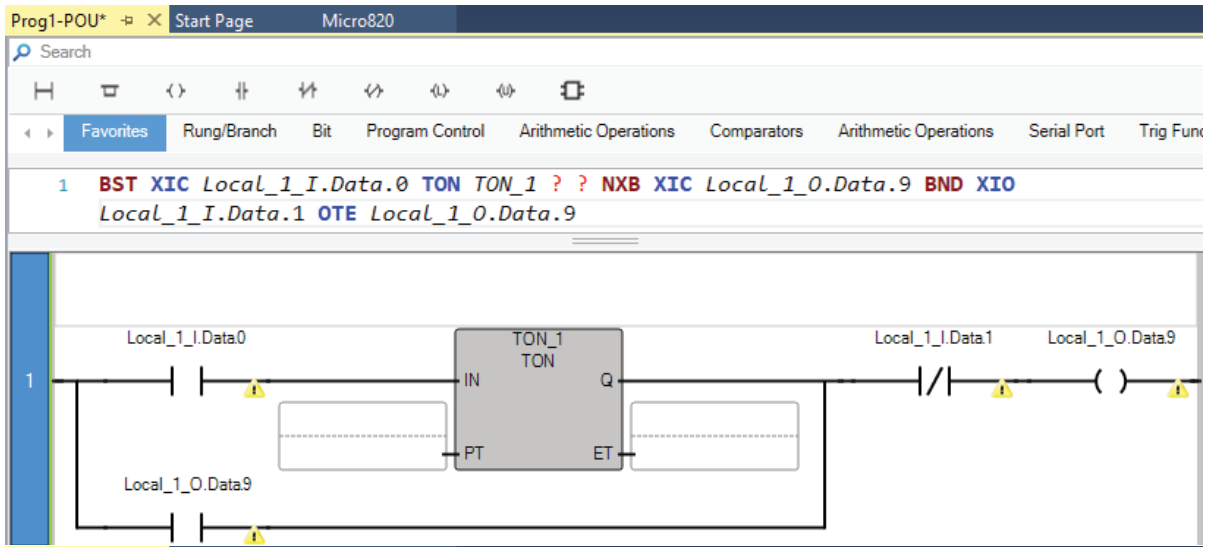 Prog1-POU* Start Page Micro820
Search
Favorites Rung/Branch Bit Program Control Arithmetic Operations Comparators Arithmetic Operations Serial Port Trig Func
1 BST XIC Local_1_I.Data.0 TON TON_1 ? ? NXB XIC Local_1_O.Data.9 BND XIO
Local_1_I.Data.1 OTE Local_1_O.Data.9
Local_1_I.Data.0 TON_1 Local_1_I.Data.1 Local_1_O.Data.9
TON
1 IN Q
PT ET
Local_1_O.Data.9